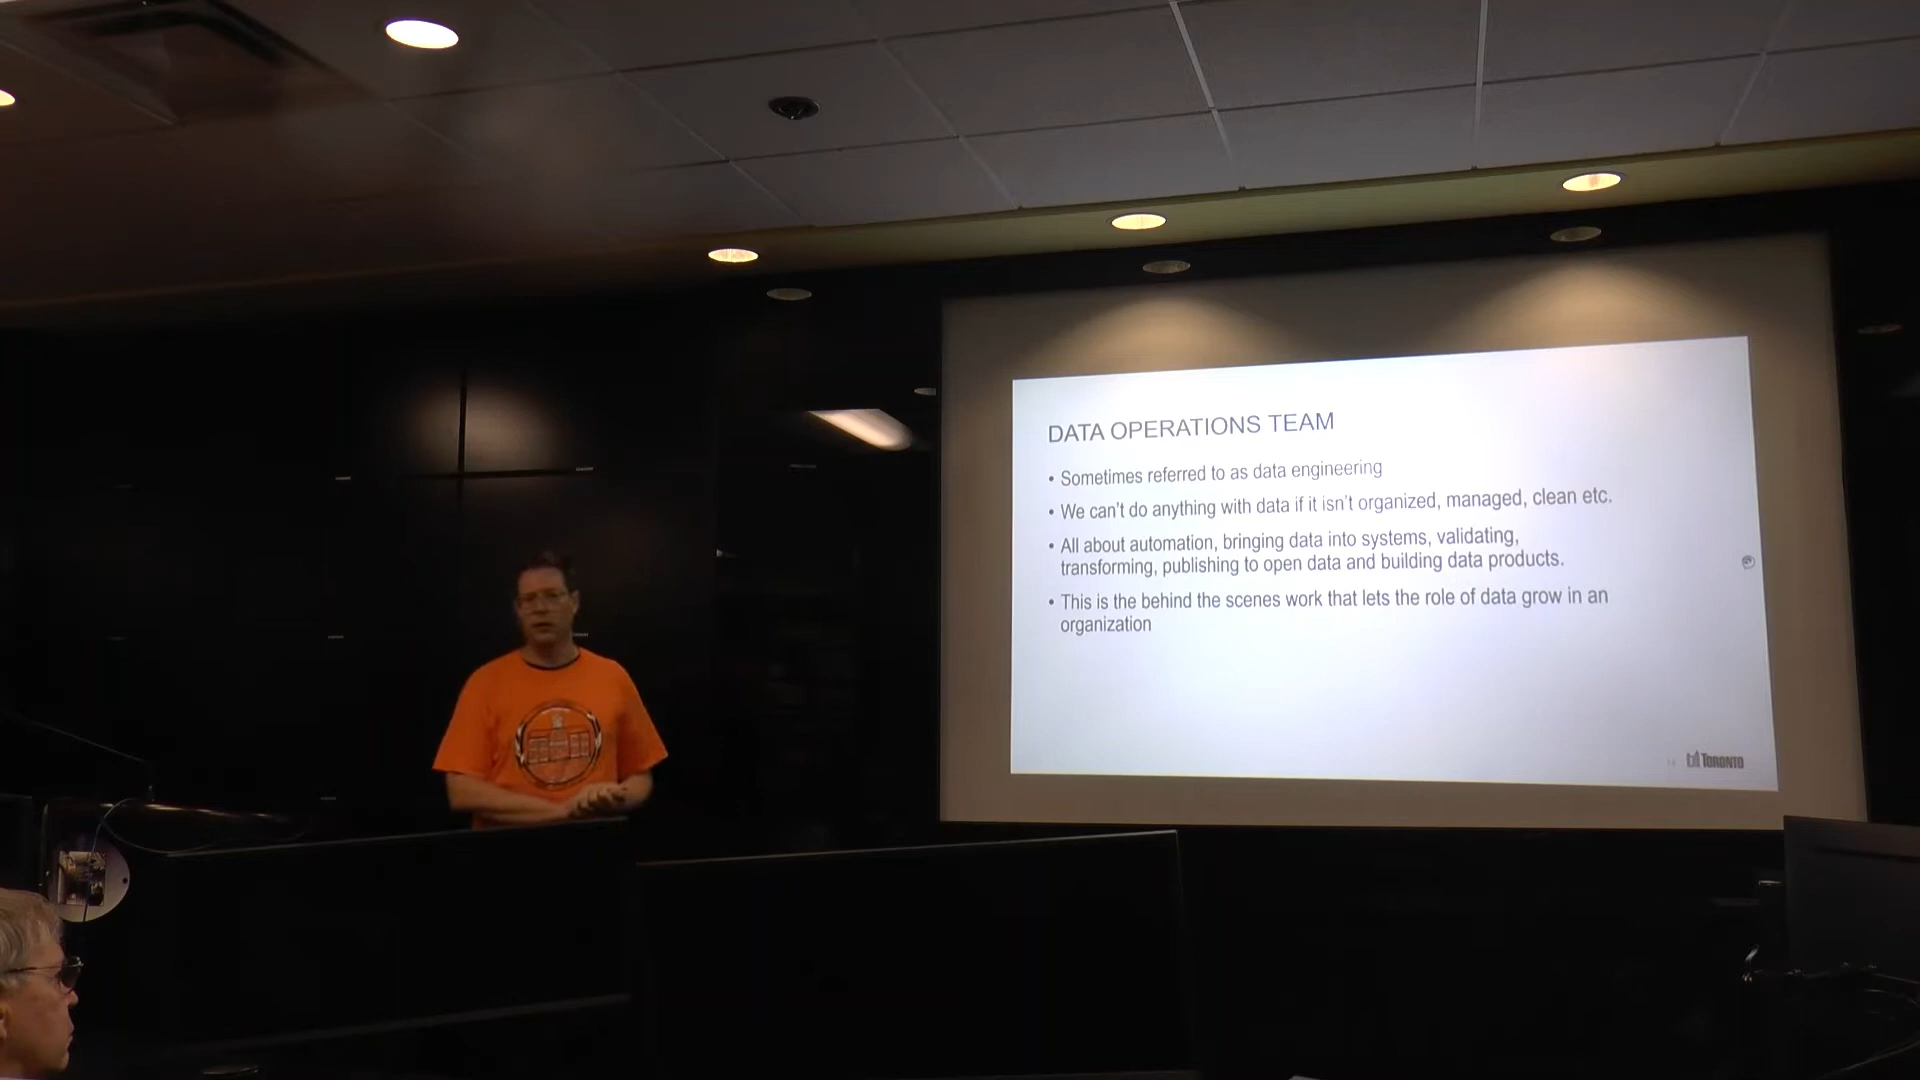 DATA OPERATIONS TEAM
• Sometimes referred to as data engineering
• We can't do anything with data if it isn't organized, managed, clean etc.
• All about automation, bringing data into systems, validating,
transforming, publishing to open data and building data products.
• This is the behind the scenes work that lets the role of data grow in an
organization
TORONTO